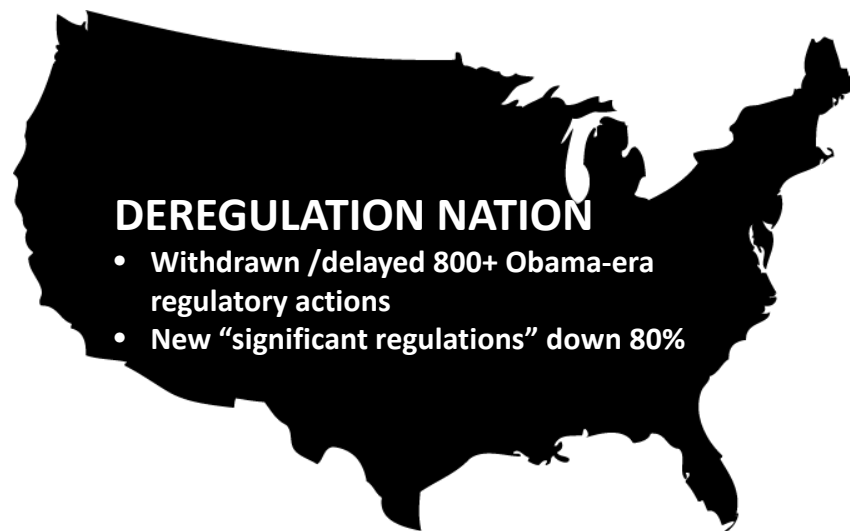 DEREGULATION NATION
• Withdrawn /delayed 800+ Obama-era
regulatory actions
• New “significant regulations” down 80%